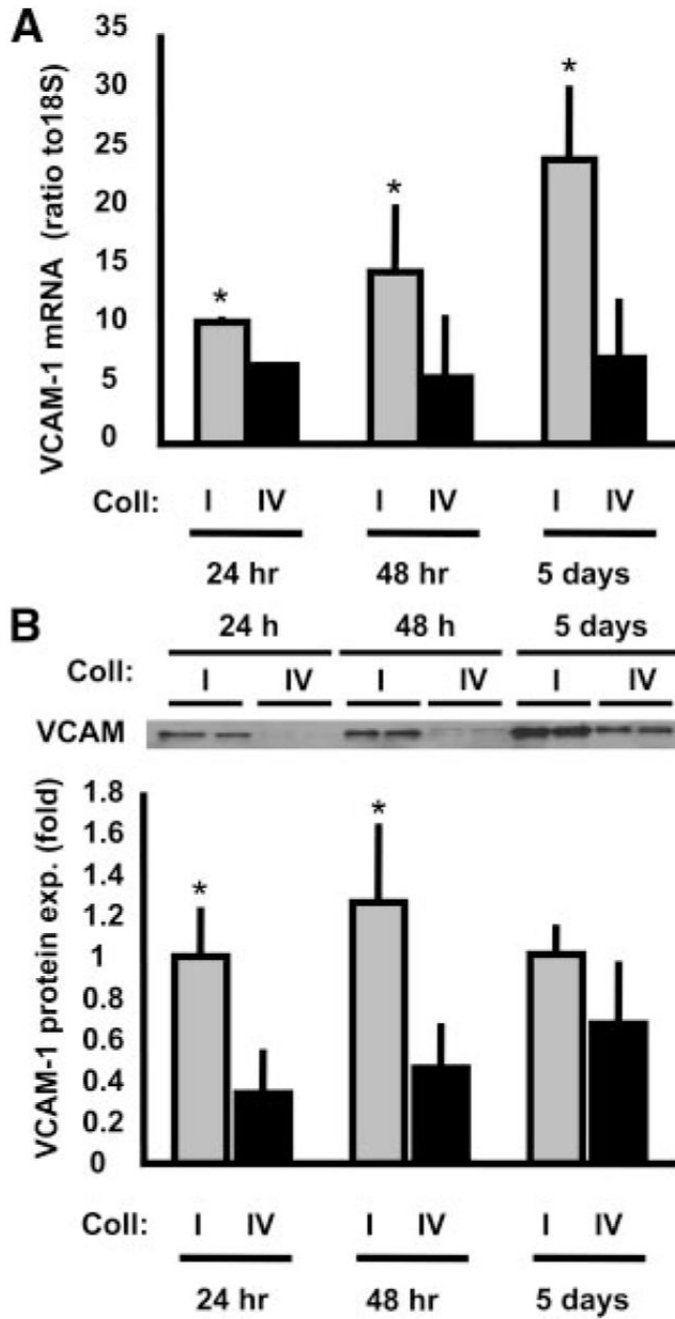 A
VCAM-1 mRNA (ratio to18S)
35
30
25
20
15
10
5
0
*
*
*
Coll: I IV I IV I IV
24 hr 48 hr 5 days
B
24 h 48 h 5 days
Coll: I IV I IV I IV
VCAM
VCAM-1 protein exp. (fold)
1.8
1.6
1.4
1.2
1
0.8
0.6
0.4
0.2
0
*
*
Coll: I IV I IV I IV
24 hr 48 hr 5 days